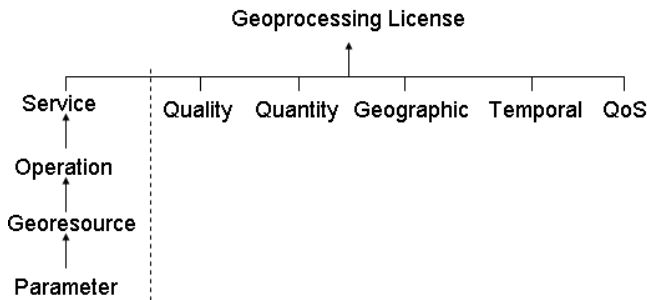 Geoprocessing License
Service Quality Quantity Geographic Temporal QoS
Operation
Georesource
Parameter